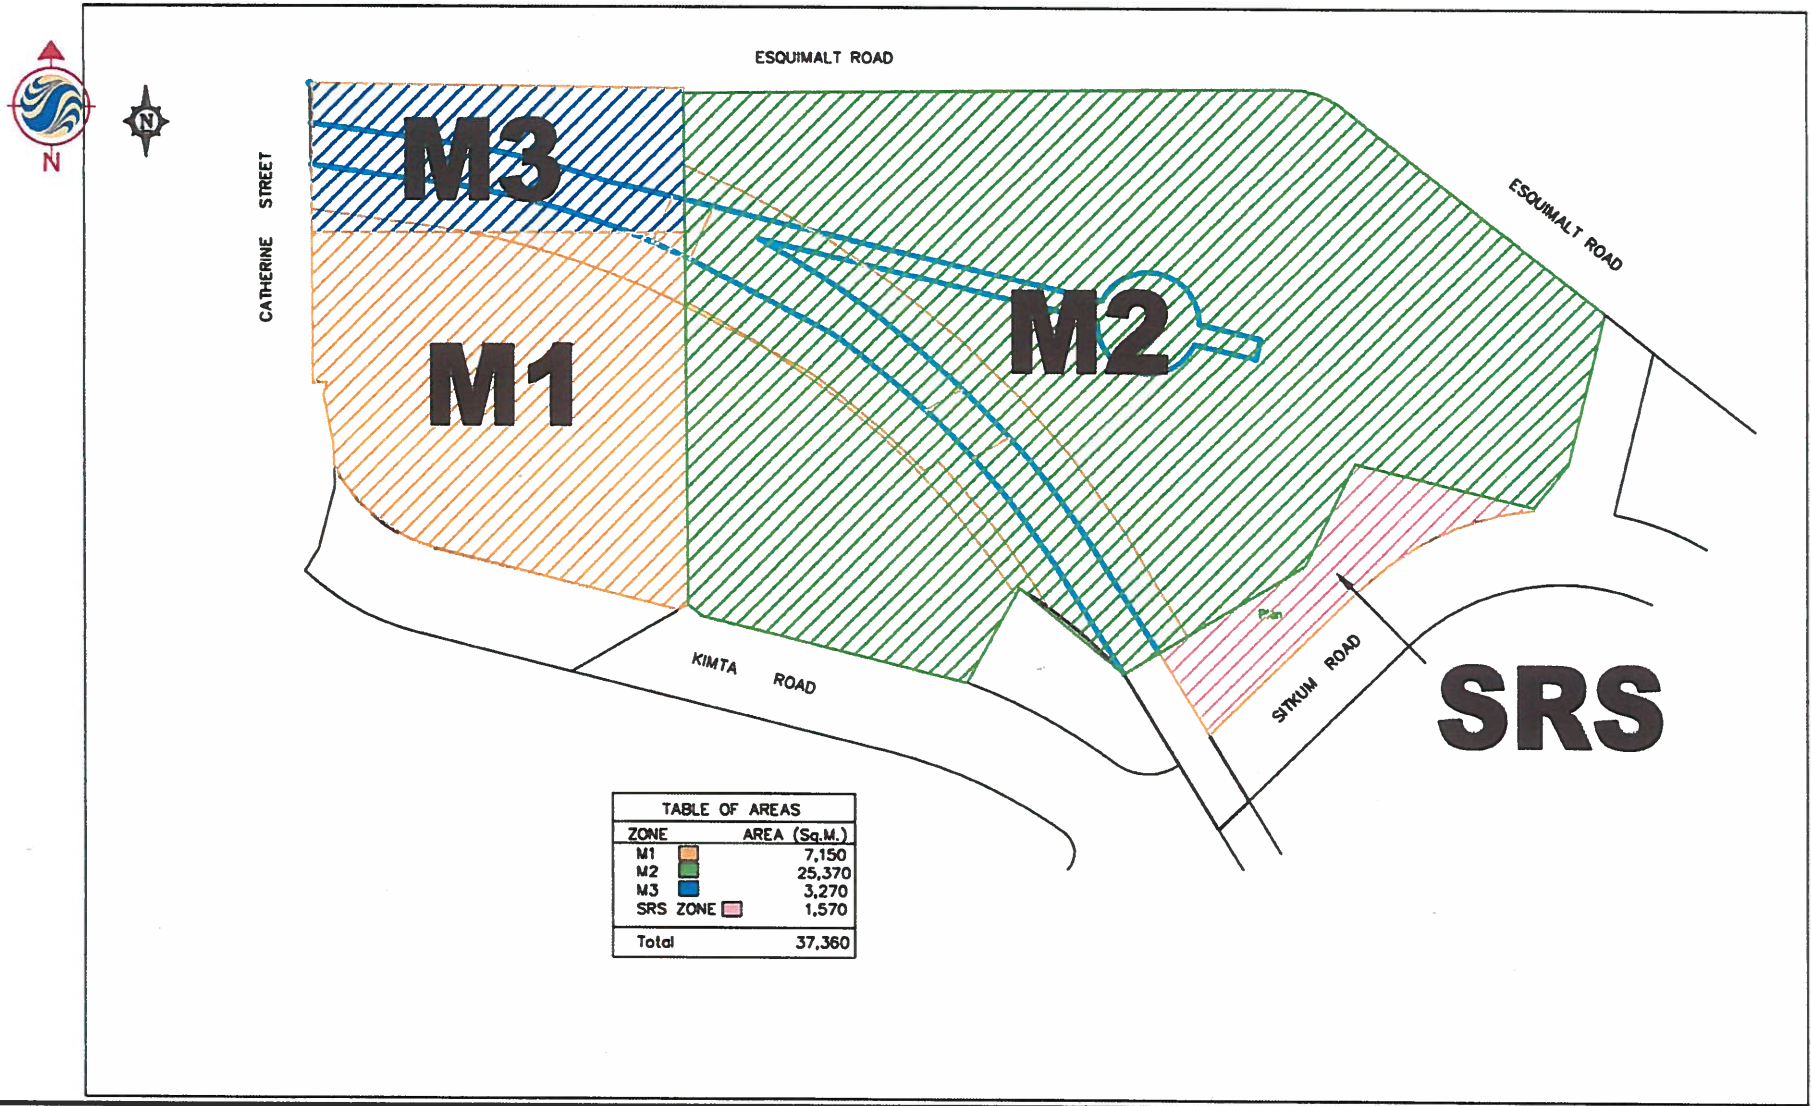 ESQUIMALT ROAD
N
N
CATHERINE STREET
M3
ESQUIMALT ROAD
M2
M1
SITKUM ROAD
KIMTA ROAD
SRS
TABLE OF AREAS
ZONE AREA (Sq.M.)
M1 7,150
M2 25,370
M3 3,270
SRS ZONE 1,570
Total 37,360